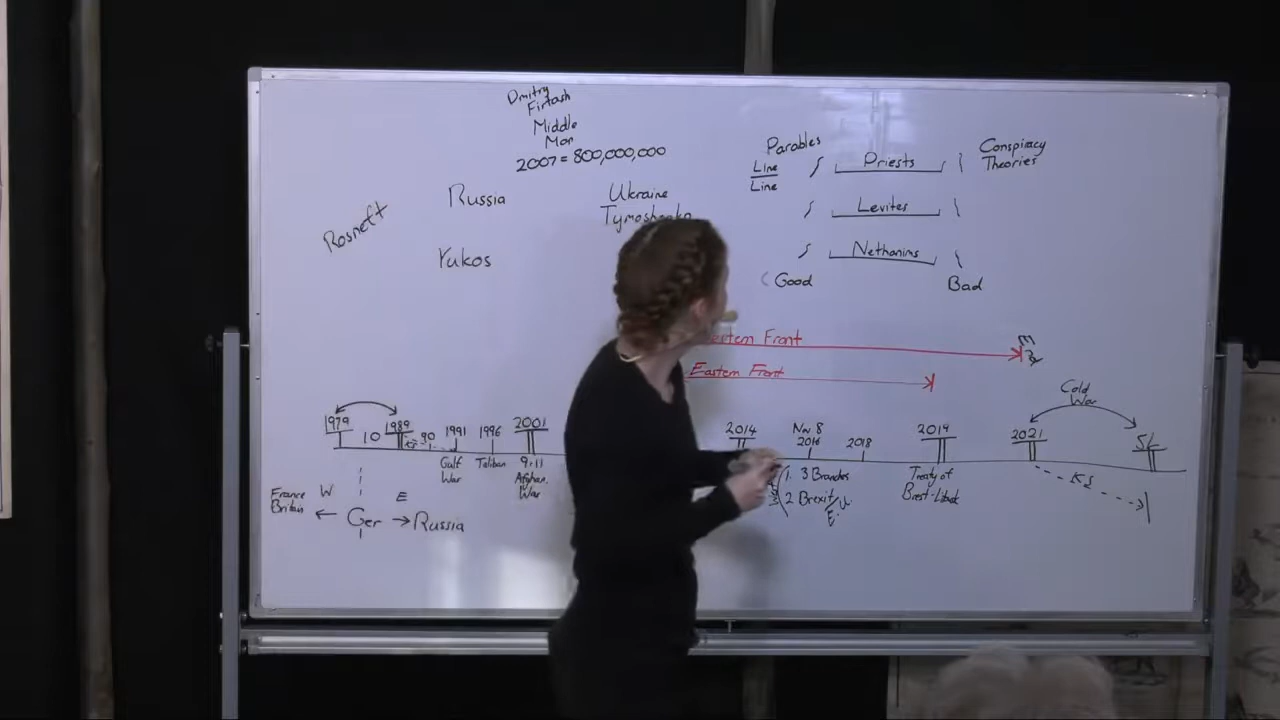 Dmitry
Firtash
Middle
Man
2007 = 800,000,000
Rosneft
Russia
Ukraine
Tymoshenko
Yukos
Parables
Line
Line
Priests
Levites
Nethanims
Good
Bad
Conspiracy
Theories
Eastern Front
Cold
War
1979
10
1989
90
1991
1996
2001
2014
Nov 8
2016
2018
2019
2021
SL
Gulf
War
Taliban
9.11
Afghan.
War
1. 3 Branches
2 Brexit/U
E.
Treaty of
France
Britain
W
E
Ger
Russia